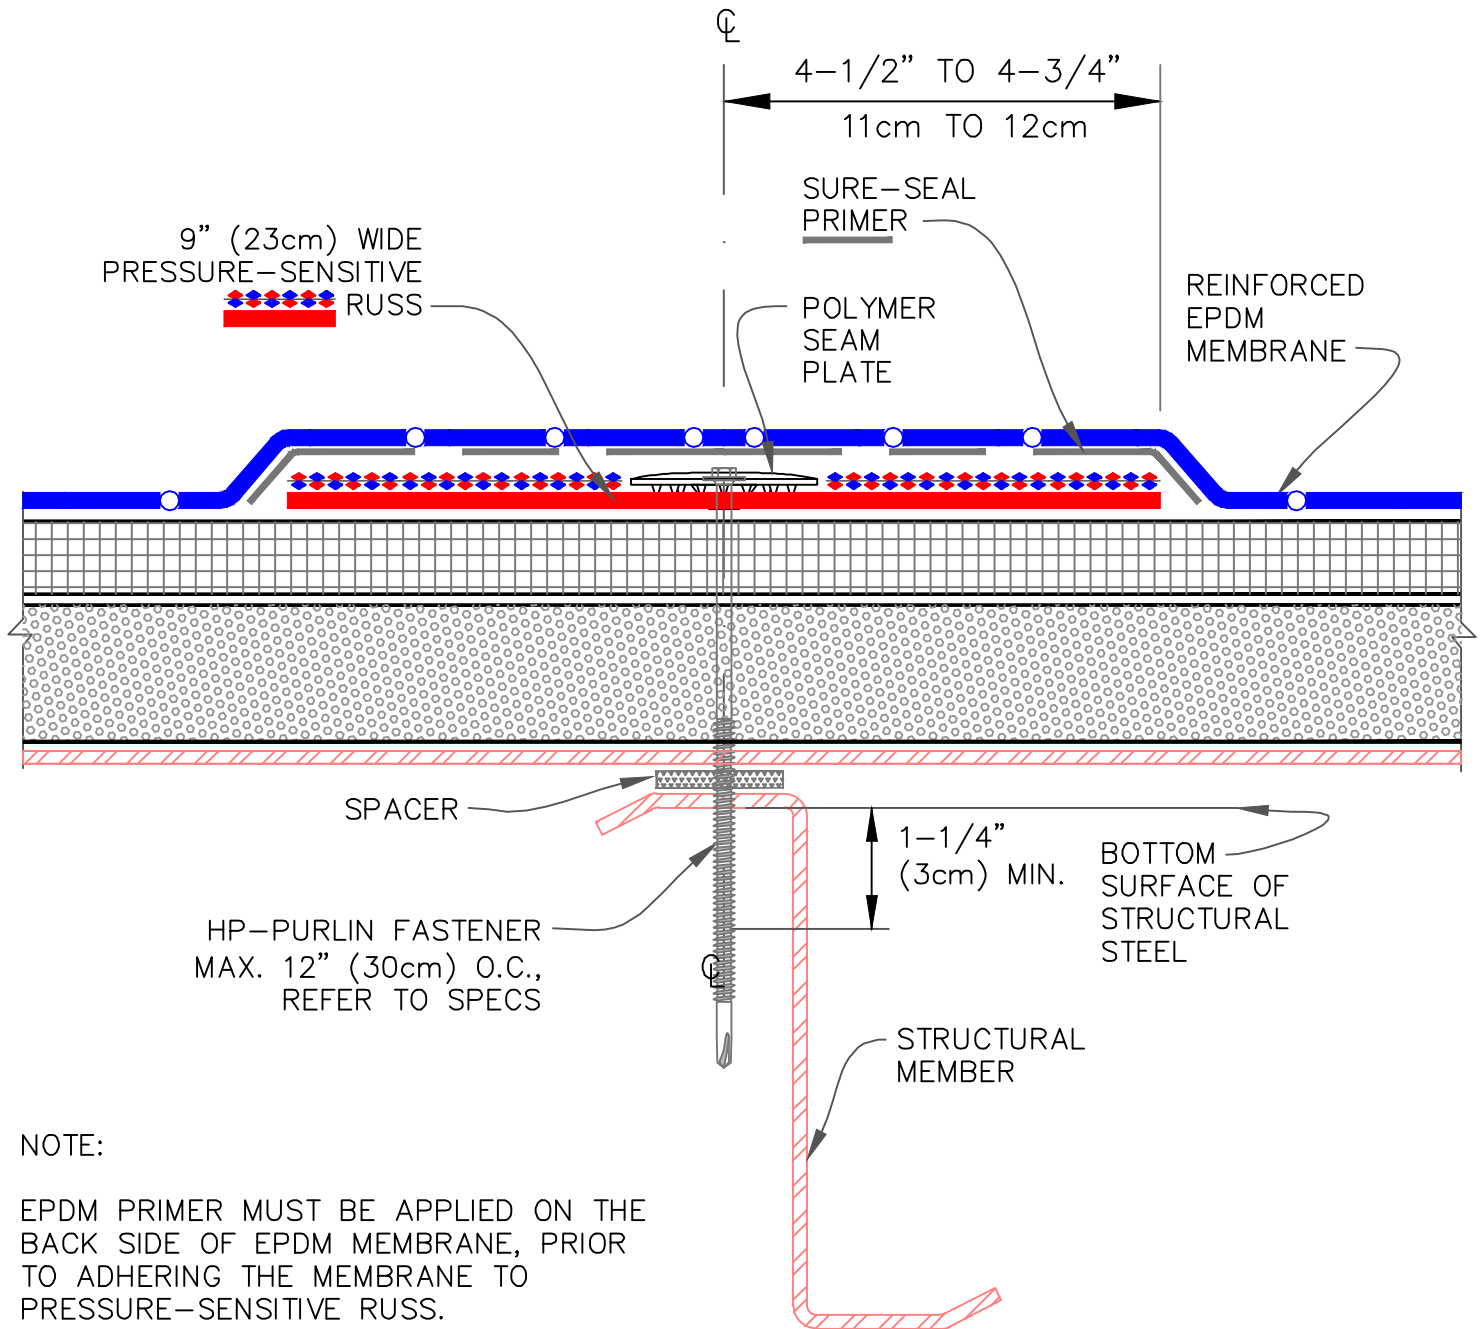 ℄
4-1/2” TO 4-3/4”
11cm TO 12cm
SURE-SEAL
PRIMER
9” (23cm) WIDE
PRESSURE-SENSITIVE
RUSS
POLYMER
SEAM
PLATE
REINFORCED
EPDM
MEMBRANE
SPACER
1-1/4”
(3cm) MIN.
BOTTOM
SURFACE OF
STRUCTURAL
STEEL
HP-PURLIN FASTENER
MAX. 12” (30cm) O.C.,
REFER TO SPECS
℄
STRUCTURAL
MEMBER
NOTE:
EPDM PRIMER MUST BE APPLIED ON THE
BACK SIDE OF EPDM MEMBRANE, PRIOR
TO ADHERING THE MEMBRANE TO
PRESSURE-SENSITIVE RUSS.